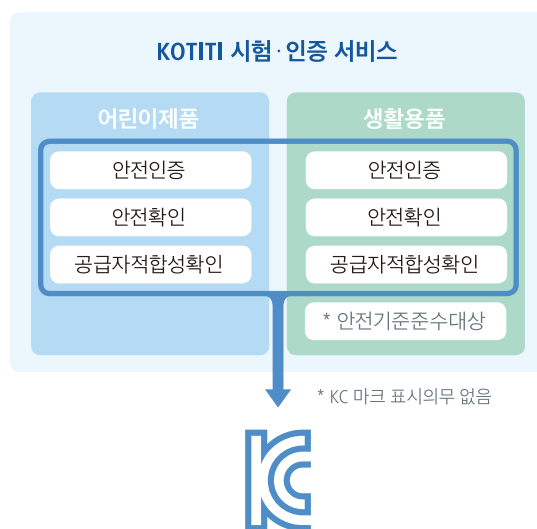 KOTITI 시험·인증 서비스
어린이제품
안전인증
안전확인
공급자적합성확인
생활용품
안전인증
안전확인
공급자적합성확인
* 안전기준준수대상
* KC 마크 표시의무 없음
KC